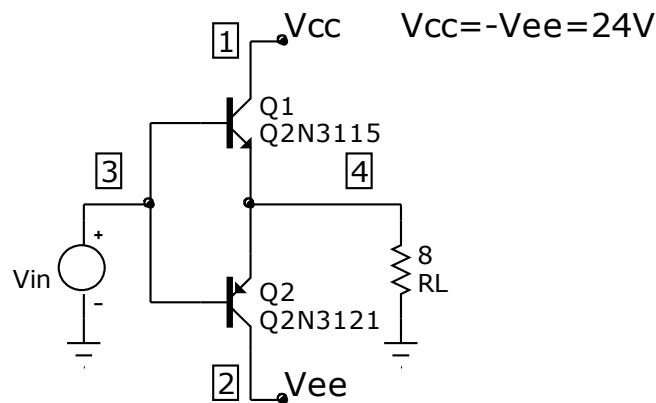 1
Vcc
Vcc=-Vee=24V
Q1
Q2N3115
3
4
+
Vin
-
8
RL
Q2
Q2N3121
2
Vee